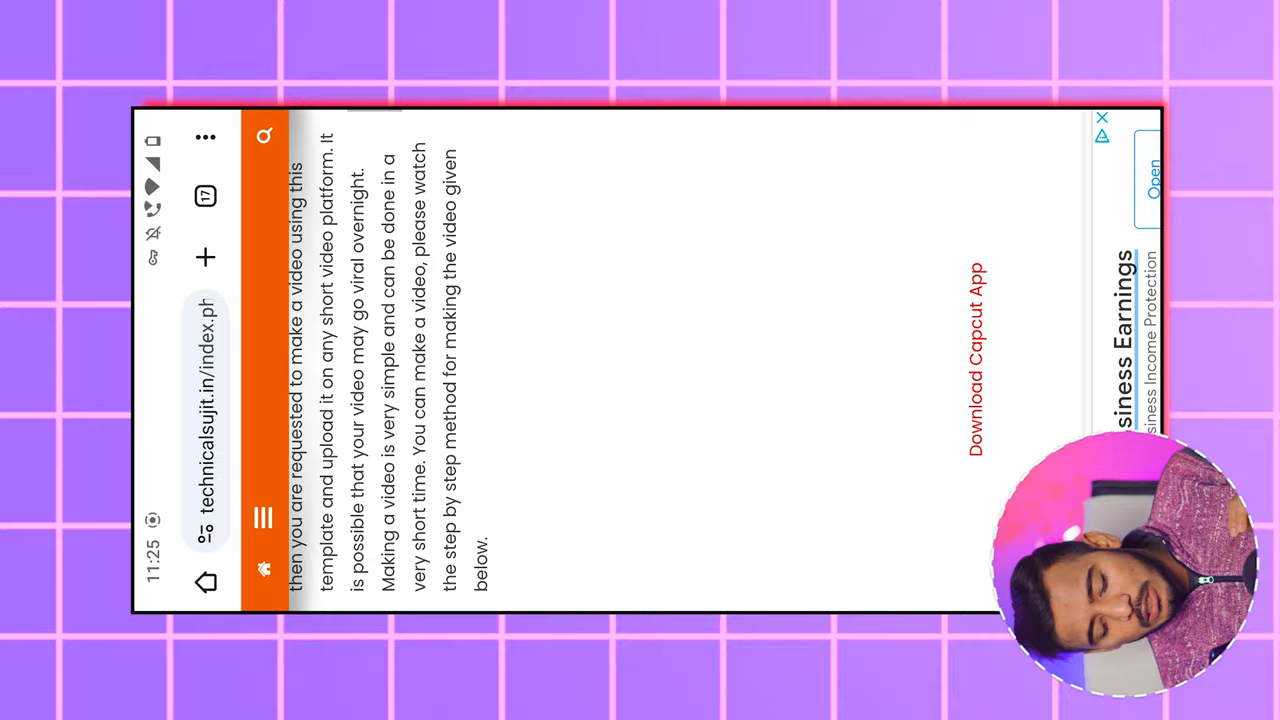 11:25
17
technicalsujit.in/index.ph
then you are requested to make a video using this
template and upload it on any short video platform. It
is possible that your video may go viral overnight.
Making a video is very simple and can be done in a
very short time. You can make a video, please watch
the step by step method for making the video given
below.
Download Capcut App
siness Earnings
siness Income Protection
Open